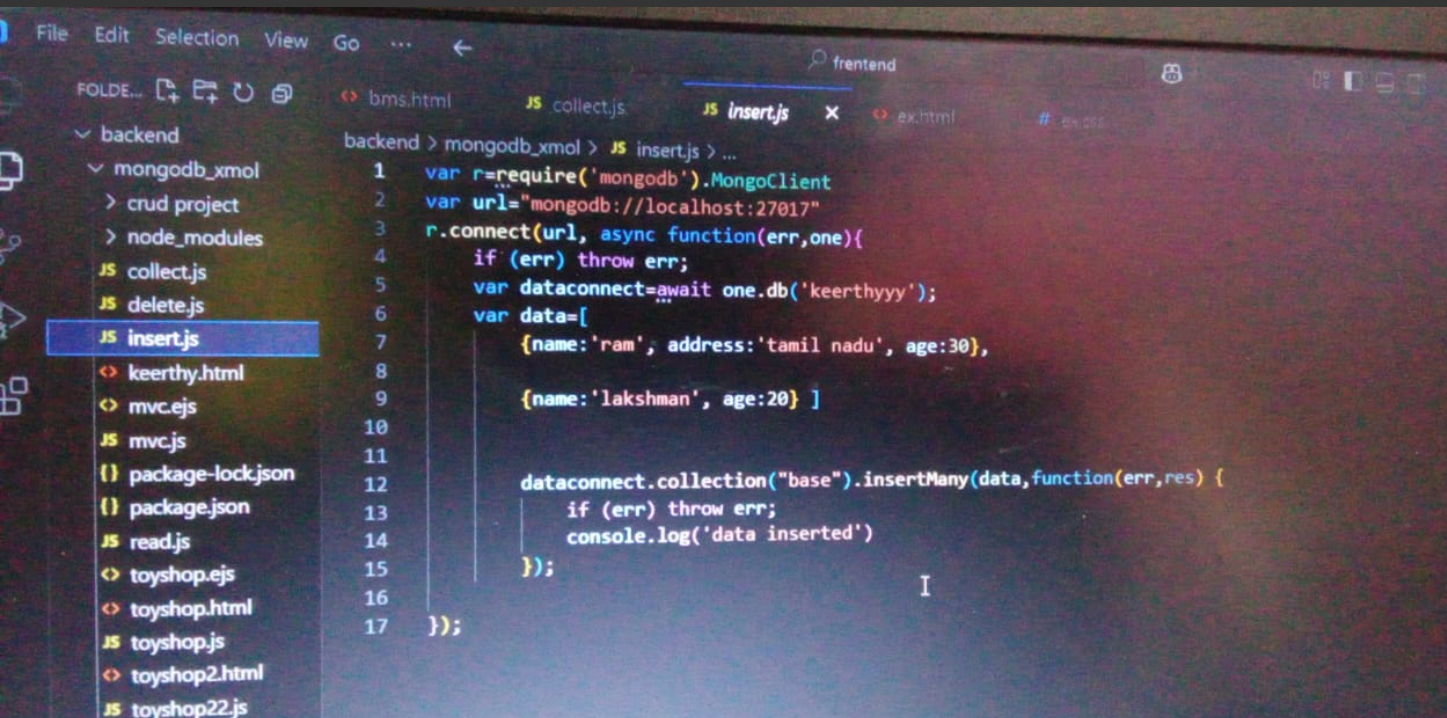 File Edit Selection View Go ...
frentend
FOLDE...
backend
mongodb_xmol
crud project
node_modules
JS collect.js
JS delete.js
JS insert.js
<> keerthy.html
<> mvc.ejs
JS mvc.js
{} package-lock.json
{} package.json
JS read.js
<> toyshop.ejs
<> toyshop.html
JS toyshop.js
<> toyshop2.html
JS toyshop22.js
<> bms.html JS collect.js JS insert.js <> ex.html # ex.css
backend > mongodb_xmol > JS insert.js > ...
1 var r=require('mongodb').MongoClient
2 var url="mongodb://localhost:27017"
3 r.connect(url, async function(err,one){
4 if (err) throw err;
5 var dataconnect=await one.db('keerthyyy');
6 var data=[
7 {name:'ram', address:'tamil nadu', age:30},
8
9 {name:'lakshman', age:20} ]
10
11
12 dataconnect.collection("base").insertMany(data,function(err,res) {
13 if (err) throw err;
14 console.log('data inserted')
15 });
16
17 });